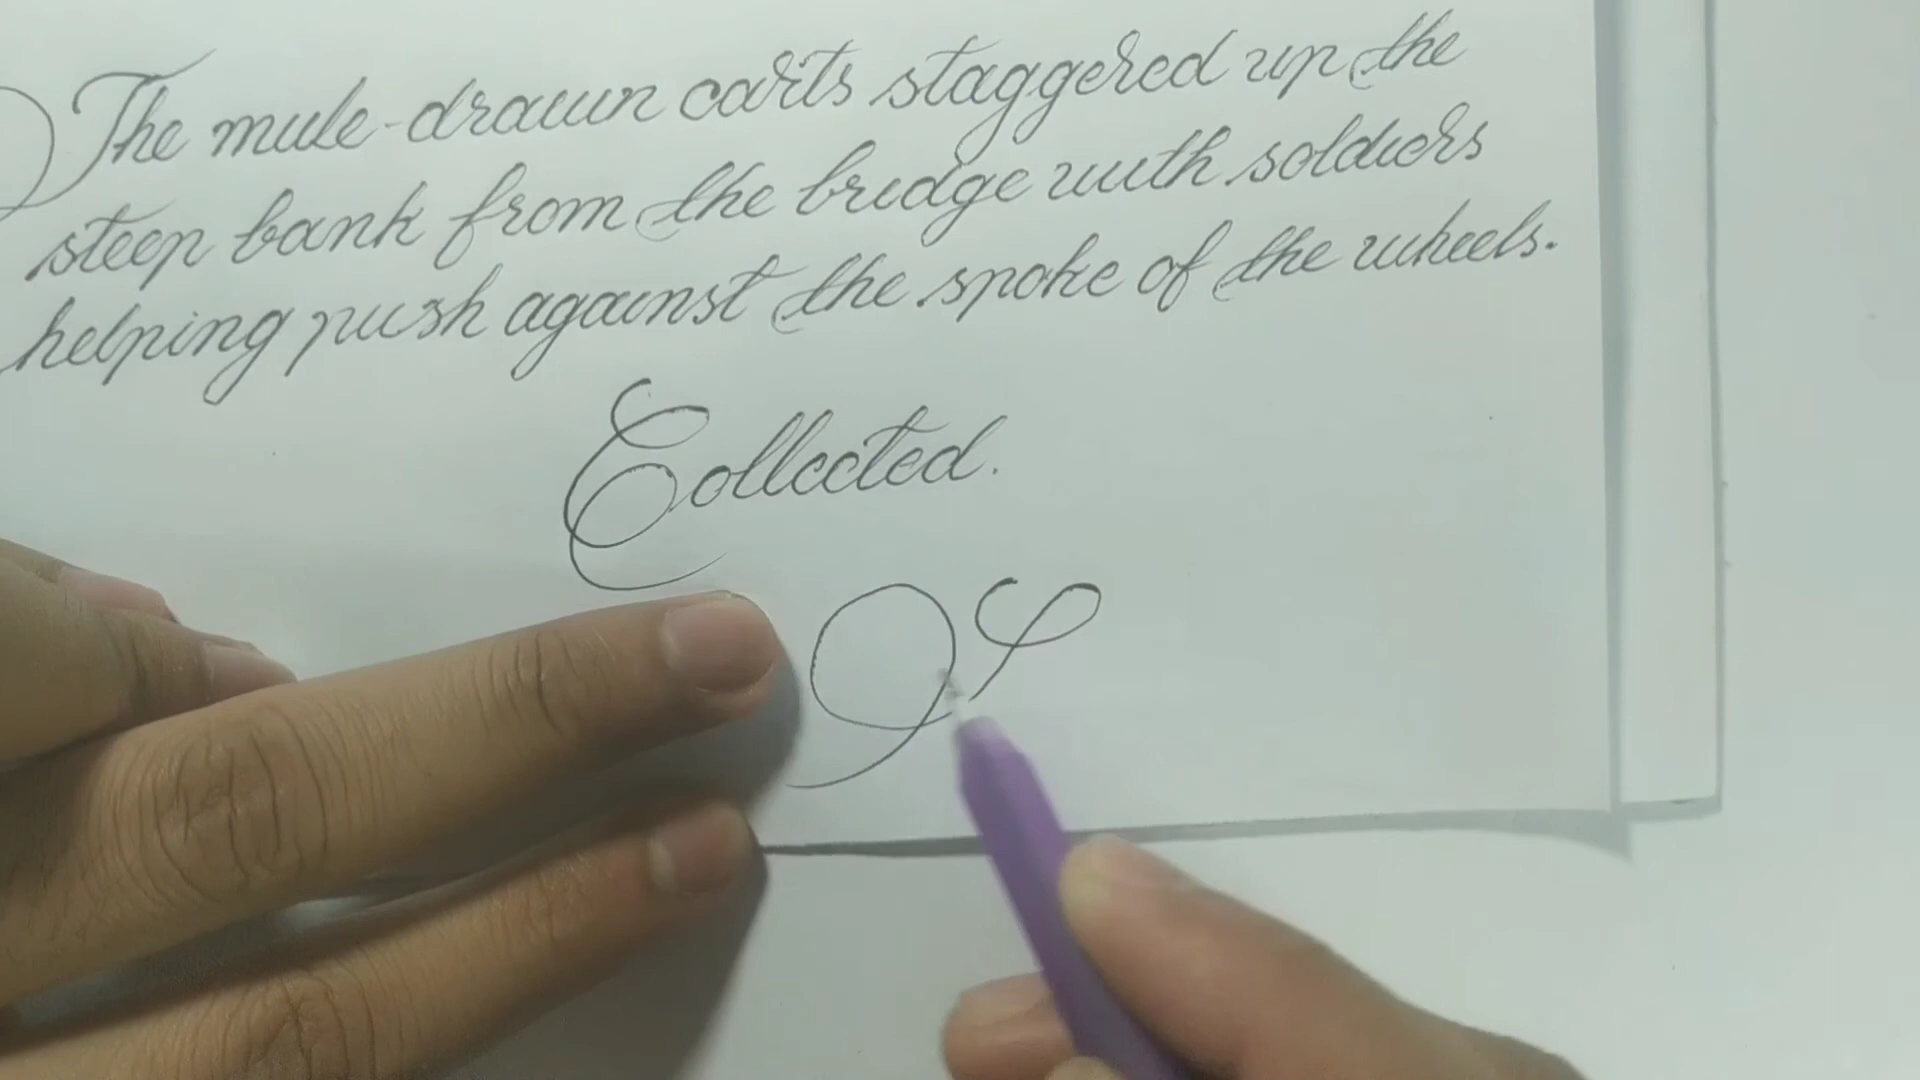 The mule-drawn carts staggered up the
steep bank from the bridge with soldiers
helping push against the spoke of the wheels.
Collected.